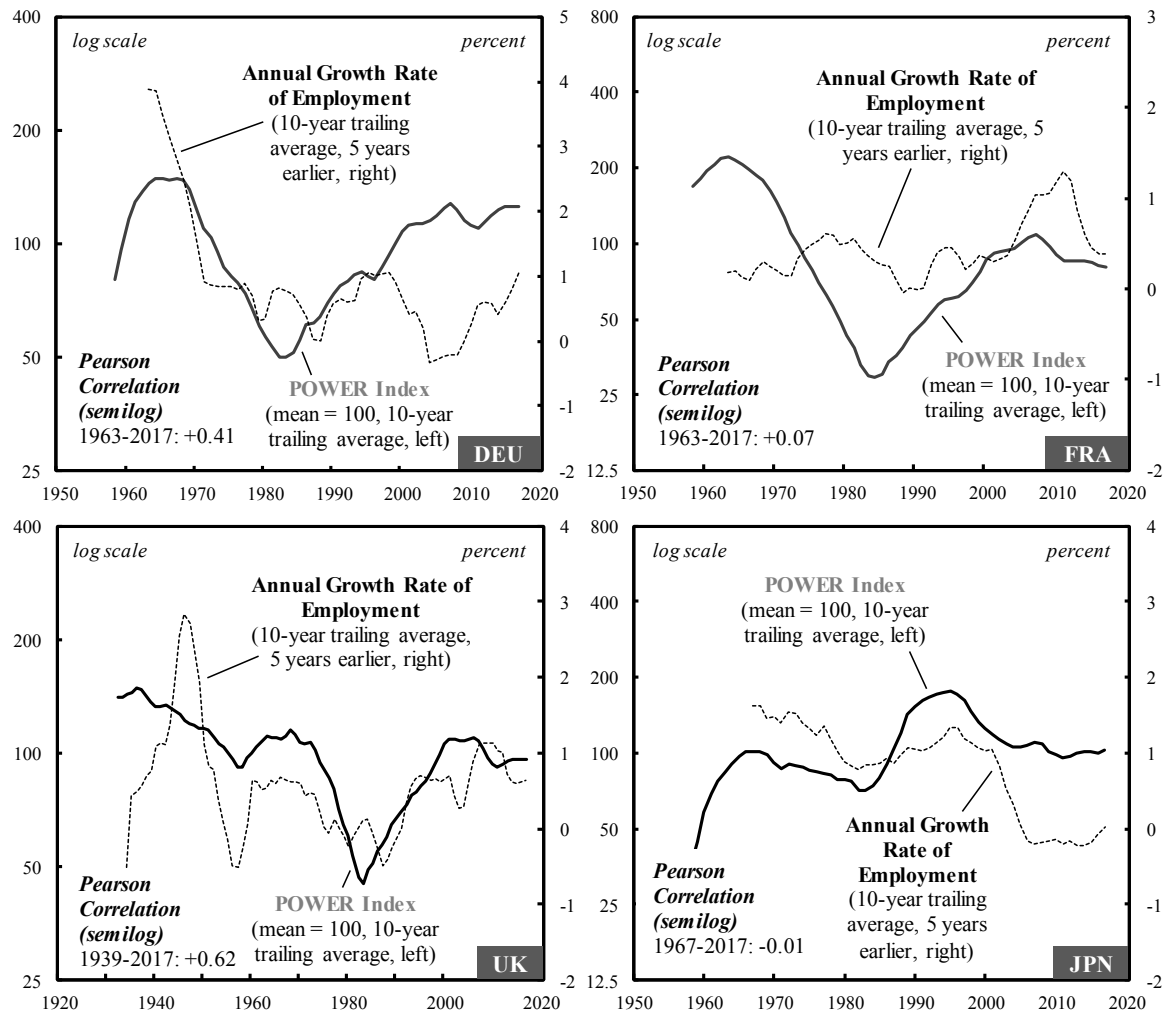 400
200
100
50
25
5
4
3
2
1
0
-1
-2
log scale
percent
Annual Growth Rate
of Employment
(10-year trailing
average, 5 years
earlier, right)
Pearson
Correlation
(semilog)
1963-2017: +0.41
POWER Index
(mean = 100, 10-year
trailing average, left)
DEU
1950
1960
1970
1980
1990
2000
2010
2020
800
400
200
100
50
25
12.5
3
2
1
0
-1
-2
log scale
percent
Annual Growth Rate of
Employment
(10-year trailing average, 5
years earlier, right)
Pearson
Correlation
(semilog)
1963-2017: +0.07
POWER Index
(mean = 100, 10-year
trailing average, left)
FRA
1950
1960
1970
1980
1990
2000
2010
2020
400
200
100
50
25
4
3
2
1
0
-1
-2
log scale
percent
Annual Growth Rate of
Employment
(10-year trailing average,
5 years earlier, right)
Pearson
Correlation
(semilog)
1939-2017: +0.62
POWER Index
(mean = 100, 10-year
trailing average, left)
UK
1920
1940
1960
1980
2000
2020
800
400
200
100
50
25
12.5
4
3
2
1
0
-1
-2
log scale
percent
POWER Index
(mean = 100, 10-year
trailing average, left)
Annual Growth
Rate of
Employment
(10-year trailing
average, 5 years
earlier, right)
Pearson
Correlation
(semilog)
1967-2017: -0.01
JPN
1950
1960
1970
1980
1990
2000
2010
2020